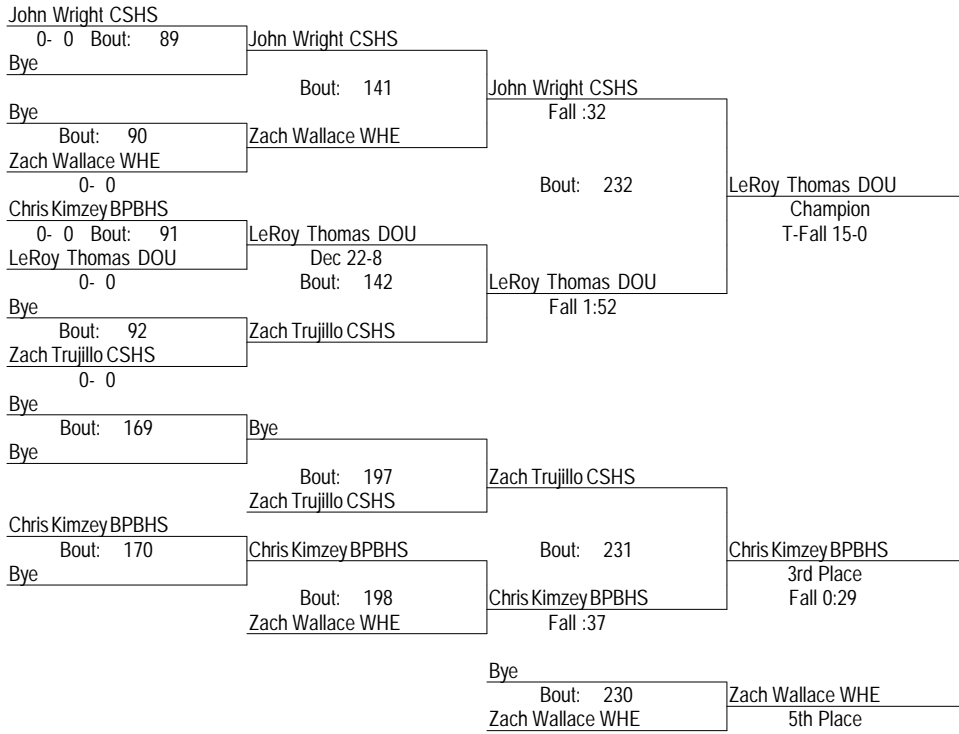 John Wright CSHS
0- 0 Bout: 89
Bye
John Wright CSHS
Bout: 141
Bye
Bout: 90
Zach Wallace WHE
0- 0
Zach Wallace WHE
John Wright CSHS
Fall :32
Bout: 232
Chris Kimzey BPBHS
0- 0 Bout: 91
LeRoy Thomas DOU
0- 0
LeRoy Thomas DOU
Dec 22-8
Bout: 142
Bye
Bout: 92
Zach Trujillo CSHS
0- 0
Zach Trujillo CSHS
LeRoy Thomas DOU
Fall 1:52
LeRoy Thomas DOU
Champion
T-Fall 15-0
Bye
Bout: 169
Bye
Bye
Bout: 197
Zach Trujillo CSHS
Zach Trujillo CSHS
Bout: 231
Chris Kimzey BPBHS
Bout: 170
Bye
Chris Kimzey BPBHS
Bout: 198
Zach Wallace WHE
Chris Kimzey BPBHS
Fall :37
Chris Kimzey BPBHS
3rd Place
Fall 0:29
Bye
Bout: 230
Zach Wallace WHE
Zach Wallace WHE
5th Place